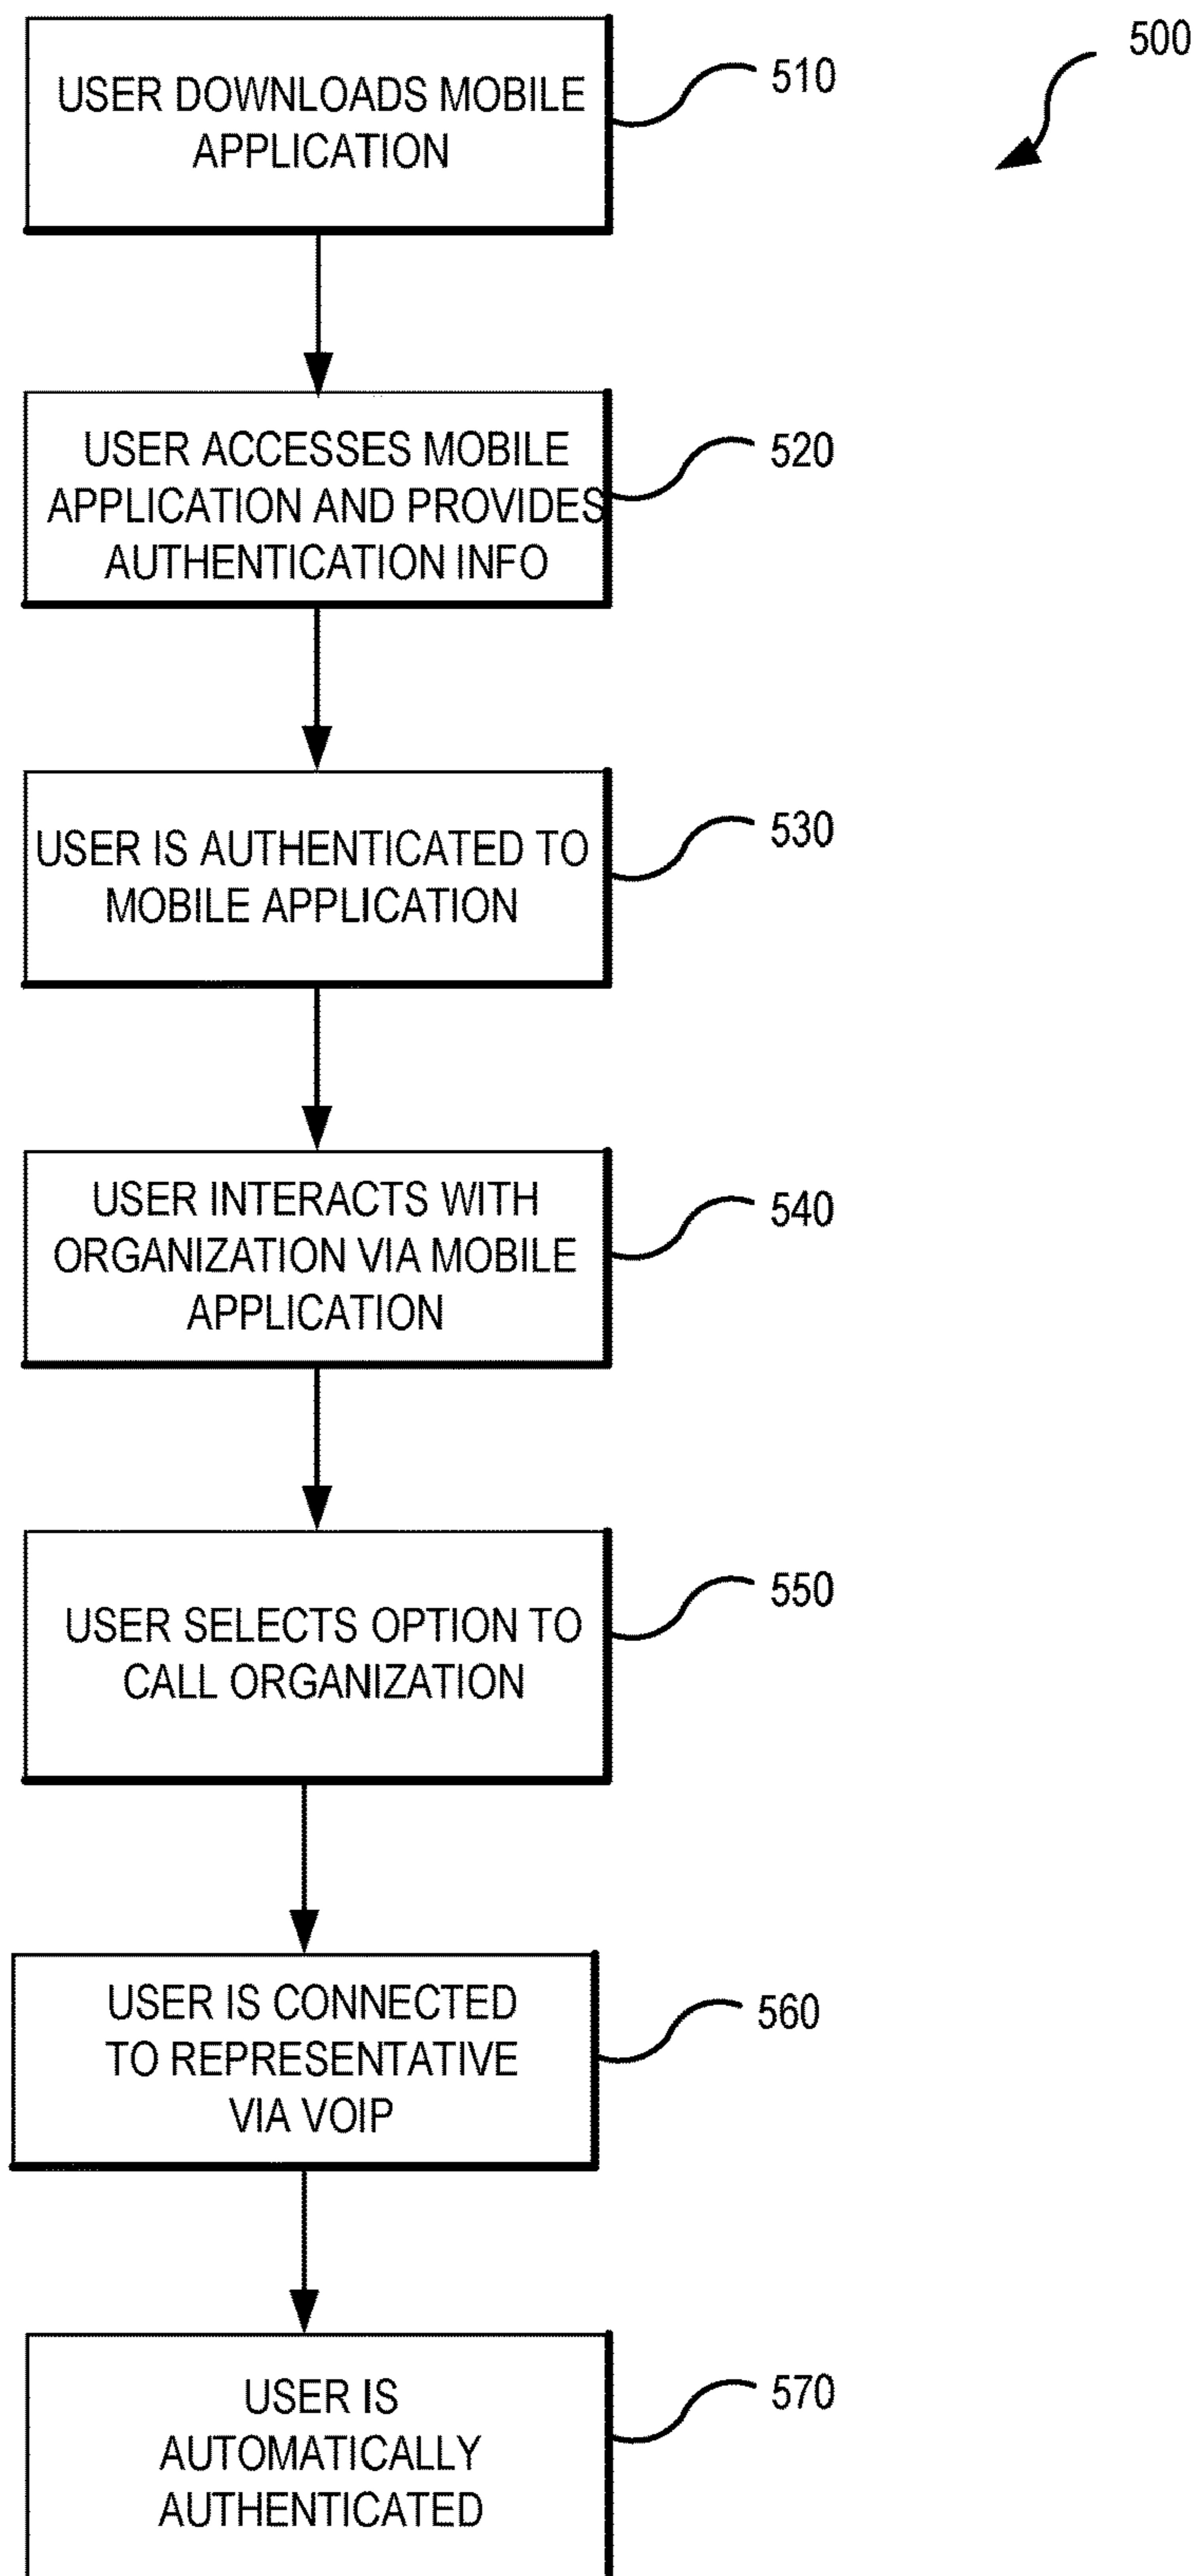 500
USER DOWNLOADS MOBILE
APPLICATION
510
USER ACCESSES MOBILE
APPLICATION AND PROVIDES
AUTHENTICATION INFO
520
USER IS AUTHENTICATED TO
MOBILE APPLICATION
530
USER INTERACTS WITH
ORGANIZATION VIA MOBILE
APPLICATION
540
USER SELECTS OPTION TO
CALL ORGANIZATION
550
USER IS CONNECTED
TO REPRESENTATIVE
VIA VOIP
560
USER IS
AUTOMATICALLY
AUTHENTICATED
570